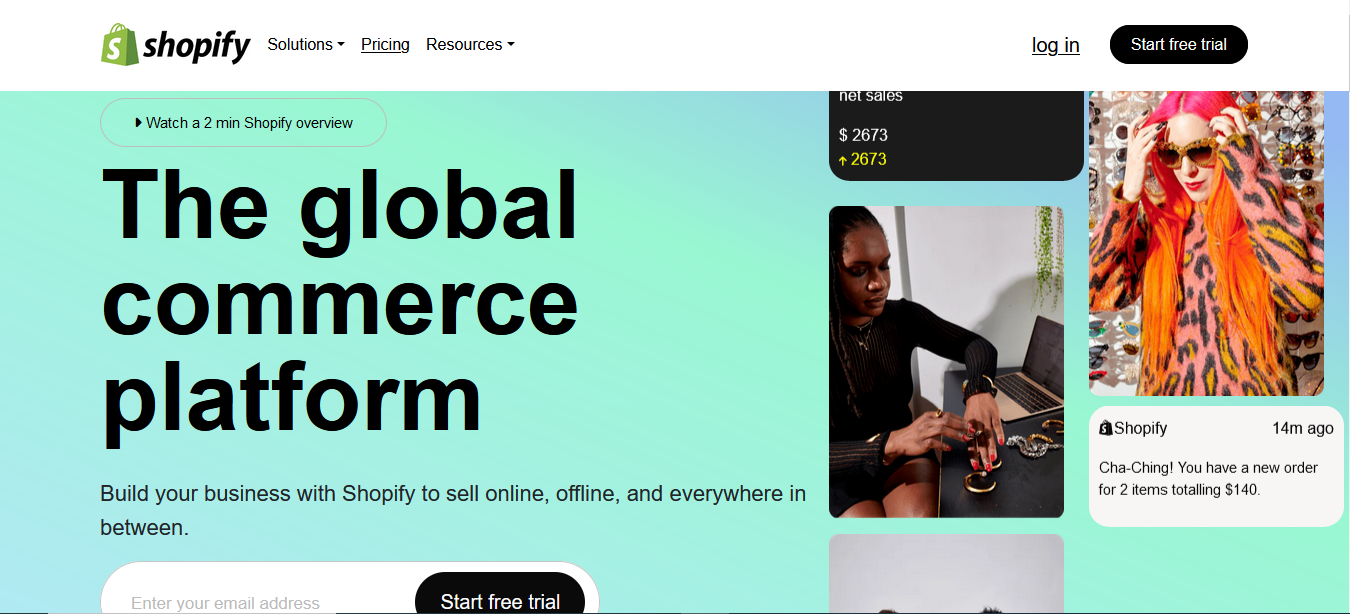 shopify
Solutions
Pricing
Resources
log in
Start free trial
Watch a 2 min Shopify overview
The global
commerce
platform
Build your business with Shopify to sell online, offline, and everywhere in
between.
Enter your email address
Start free trial
net sales
$ 2673
2673
Shopify
14m ago
Cha-Ching! You have a new order
for 2 items totalling $140.